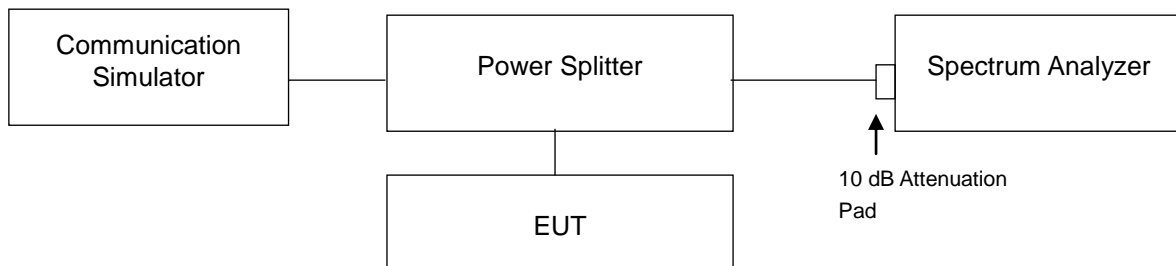 Communication
Simulator
Power Splitter
Spectrum Analyzer
10 dB Attenuation
Pad
EUT